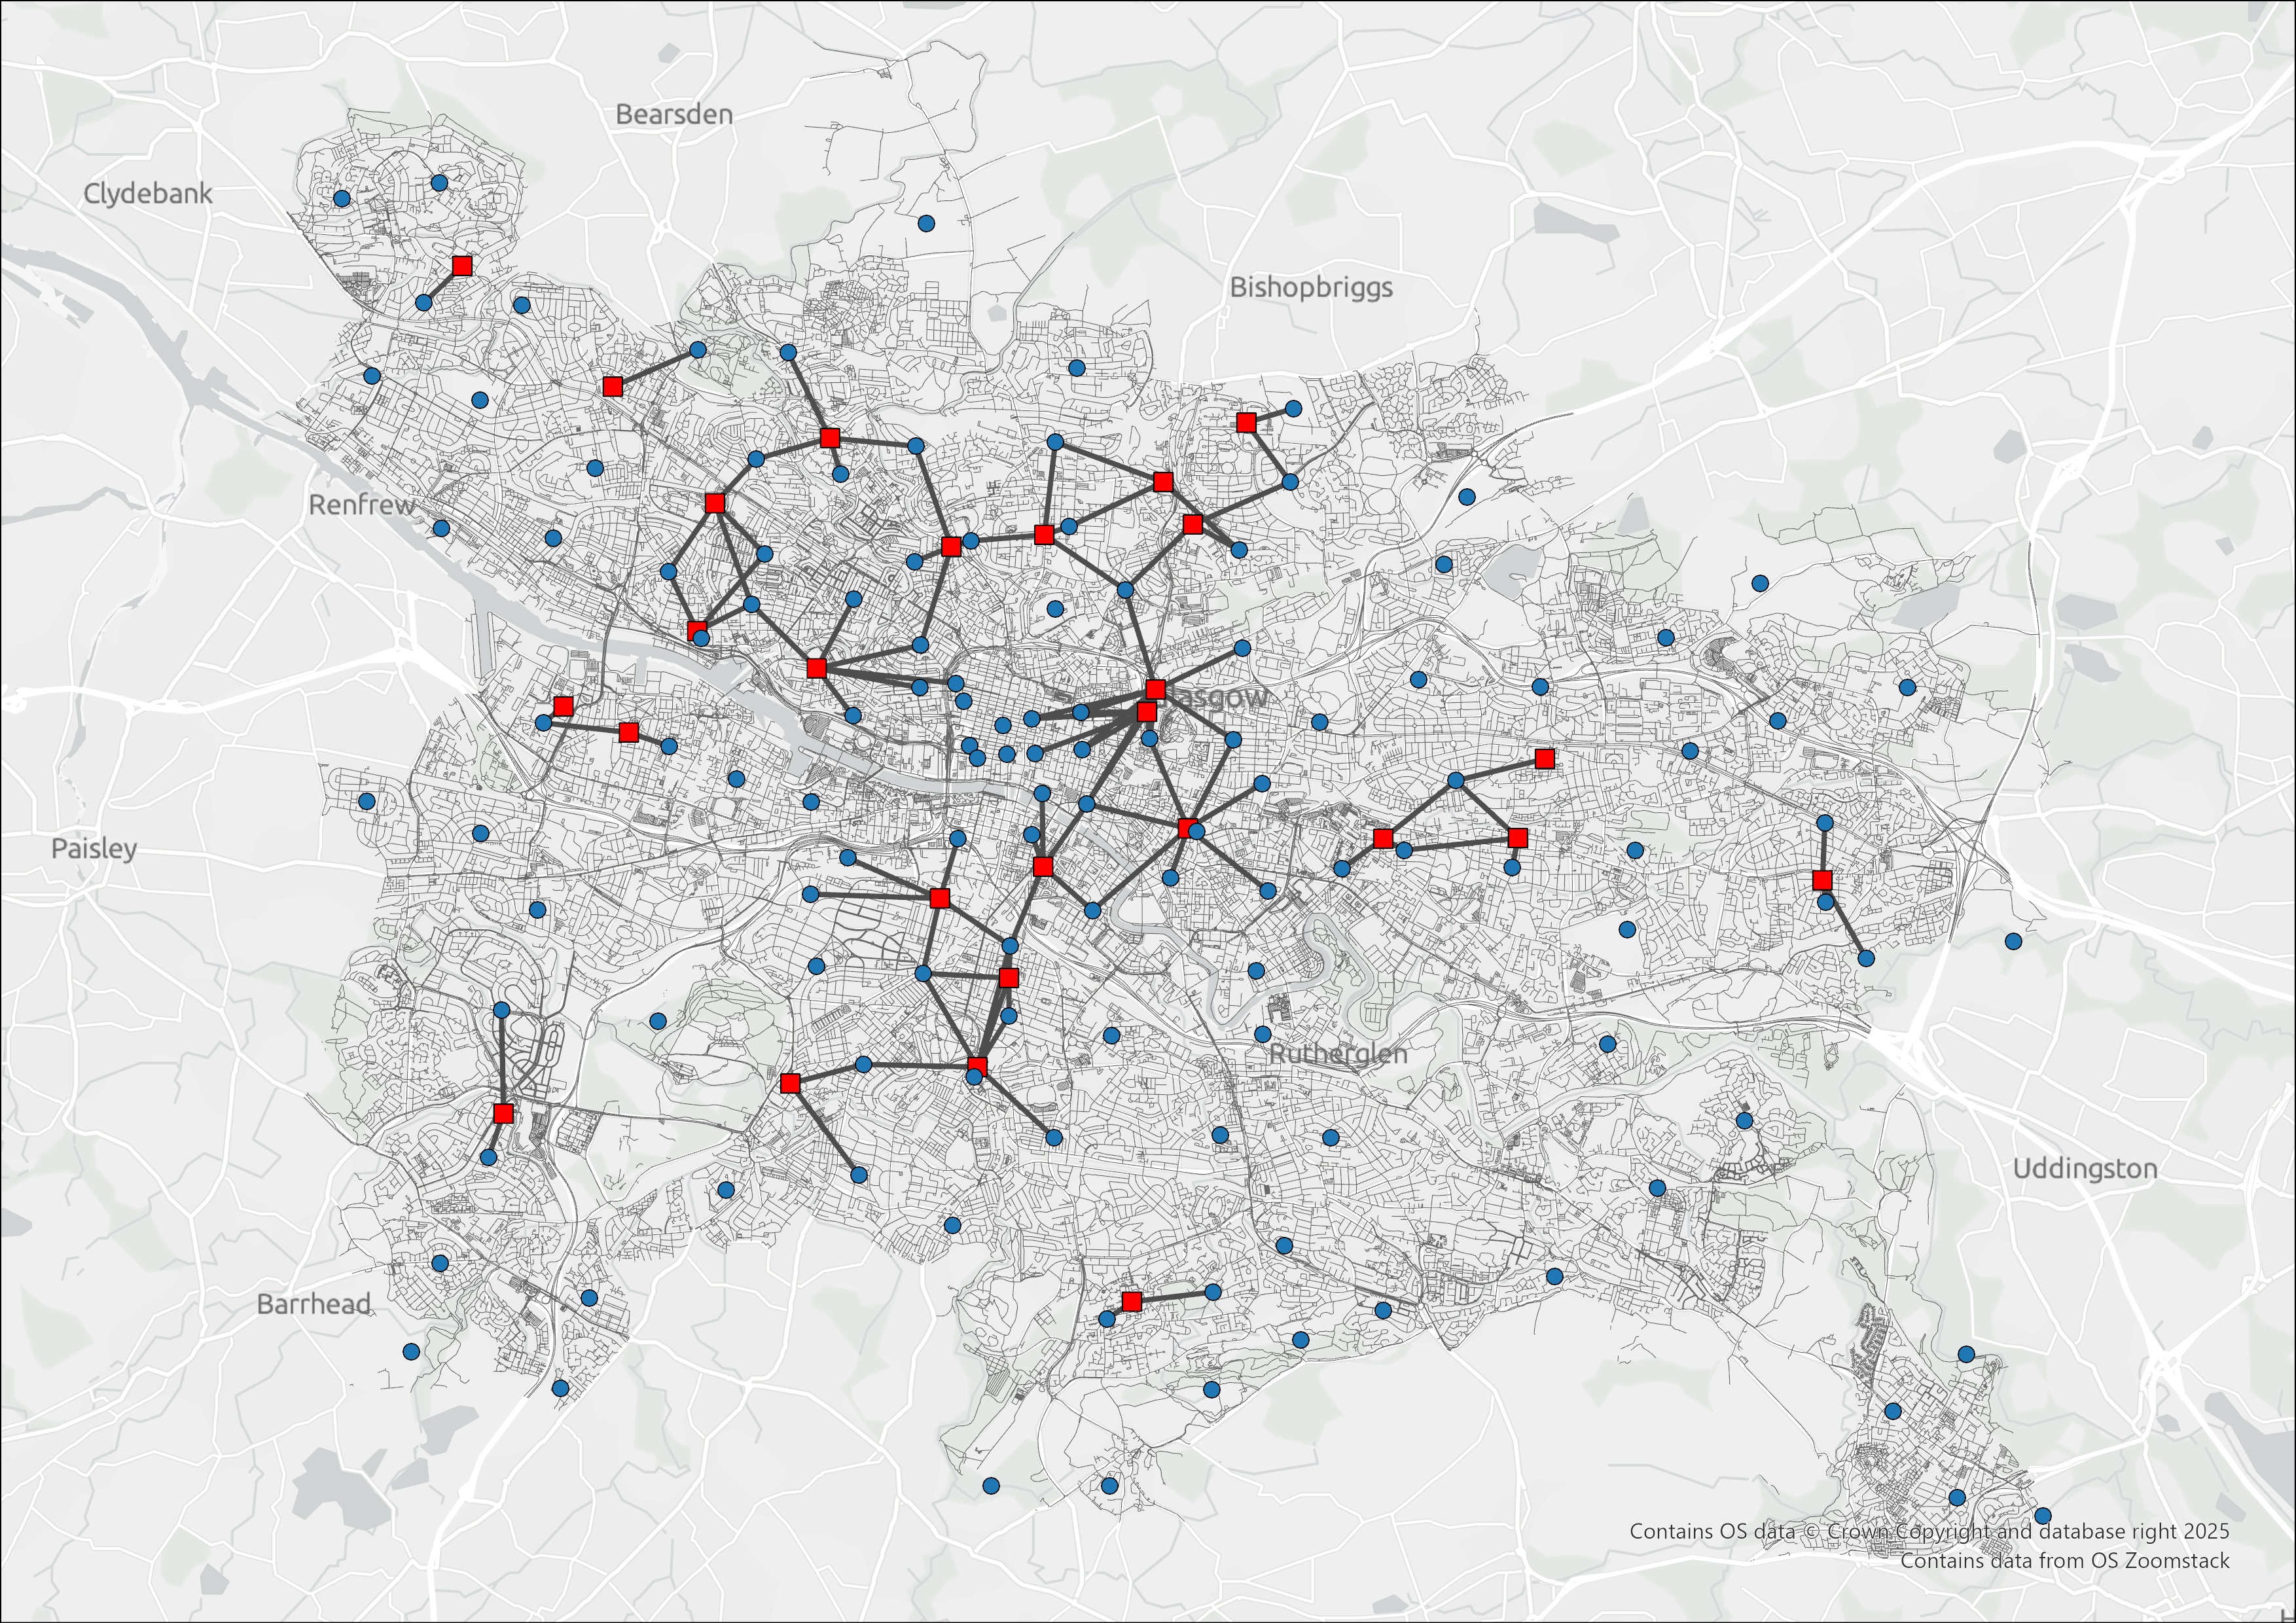 Bearsden
Clydebank
Bishopbriggs
Renfrew
Glasgow
Paisley
Rutherglen
Uddingston
Barrhead
Contains OS data © Crown Copyright and database right 2025
Contains data from OS Zoomstack